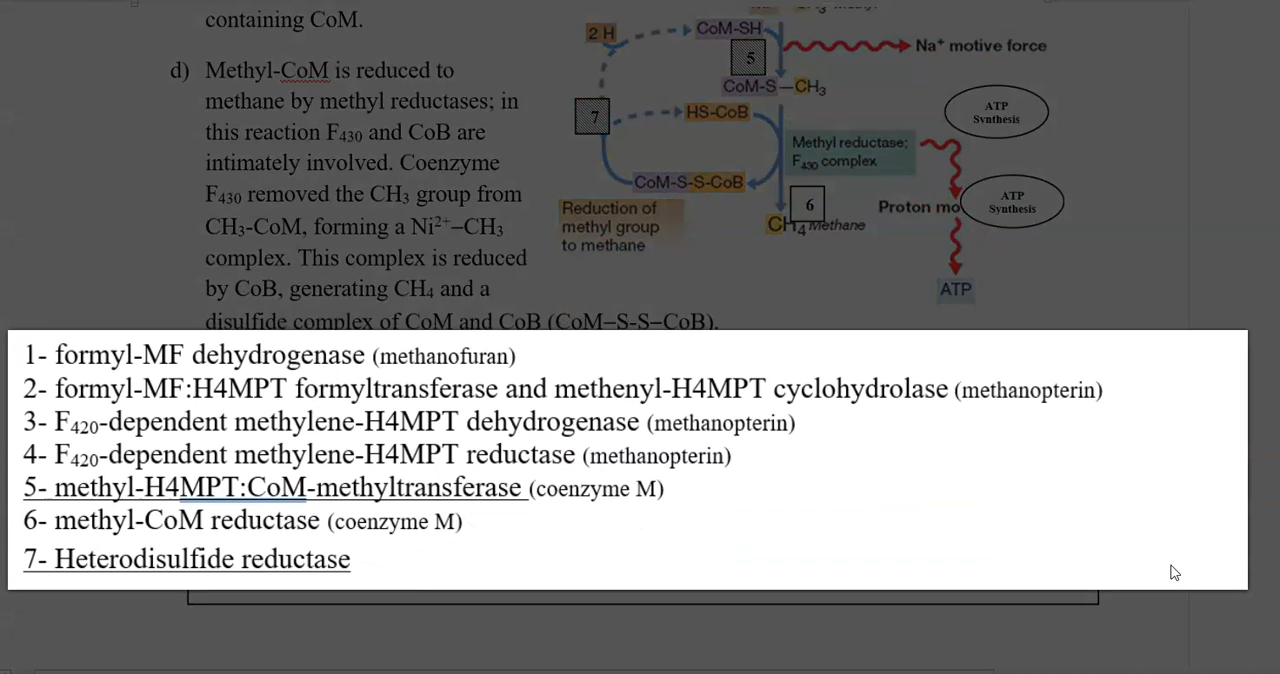 containing CoM.
d) Methyl-CoM is reduced to
methane by methyl reductases; in
this reaction F₄₃₀ and CoB are
intimately involved. Coenzyme
F₄₃₀ removed the CH₃ group from
CH₃-CoM, forming a Ni²⁺–CH₃
complex. This complex is reduced
by CoB, generating CH₄ and a
disulfide complex of CoM and CoB (CoM–S-S–CoB).
2 H
CoM-SH
Na⁺ motive force
5
CoM-S–CH₃
ATP
Synthesis
7
HS-CoB
Methyl reductase;
F₄₃₀ complex
CoM-S-S-CoB
ATP
Synthesis
6
Proton mo
Reduction of
methyl group
to methane
CH₄ Methane
ATP
1- formyl-MF dehydrogenase (methanofuran)
2- formyl-MF:H4MPT formyltransferase and methenyl-H4MPT cyclohydrolase (methanopterin)
3- F₄₂₀-dependent methylene-H4MPT dehydrogenase (methanopterin)
4- F₄₂₀-dependent methylene-H4MPT reductase (methanopterin)
5- methyl-H4MPT:CoM-methyltransferase (coenzyme M)
6- methyl-CoM reductase (coenzyme M)
7- Heterodisulfide reductase